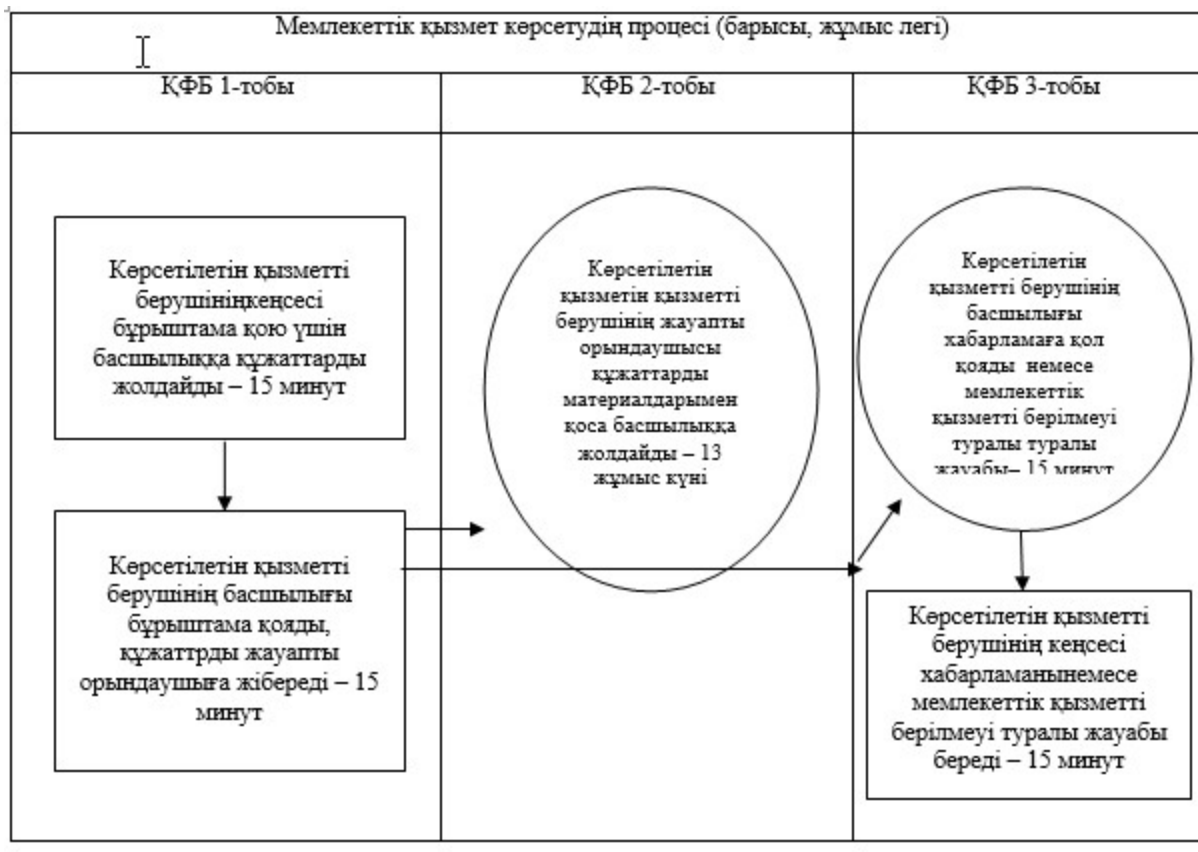 Мемлекеттік қызмет көрсетудің процесі (барысы, жұмыс легі)
ҚФБ 1-тобы
ҚФБ 2-тобы
ҚФБ 3-тобы
Көрсетілетін қызметті
берушініңкеңсесі
бұрыштама қою үшін
басшылыққа құжаттарды
жолдайды – 15 минут
Көрсетілетін қызметті
берушінің басшылығы
бұрыштама қояды,
құжаттрды жауапты
орындаушыға жібереді – 15
минут
Көрсетілетін
қызметін қызметті
берушінің жауапты
орындаушысы
құжаттарды
материалдарымен
қоса басшылыққа
жолдайды – 13
жұмыс күні
Көрсетілетін
қызметті берушінің
басшылығы
хабарламаға қол
қояды немесе
мемлекеттік
қызметті берілмеуі
туралы туралы
жауабы– 15 минут
Көрсетілетін қызметті
берушінің кеңсесі
хабарламанынемесе
мемлекеттік қызметті
берілмеуі туралы жауабы
береді – 15 минут